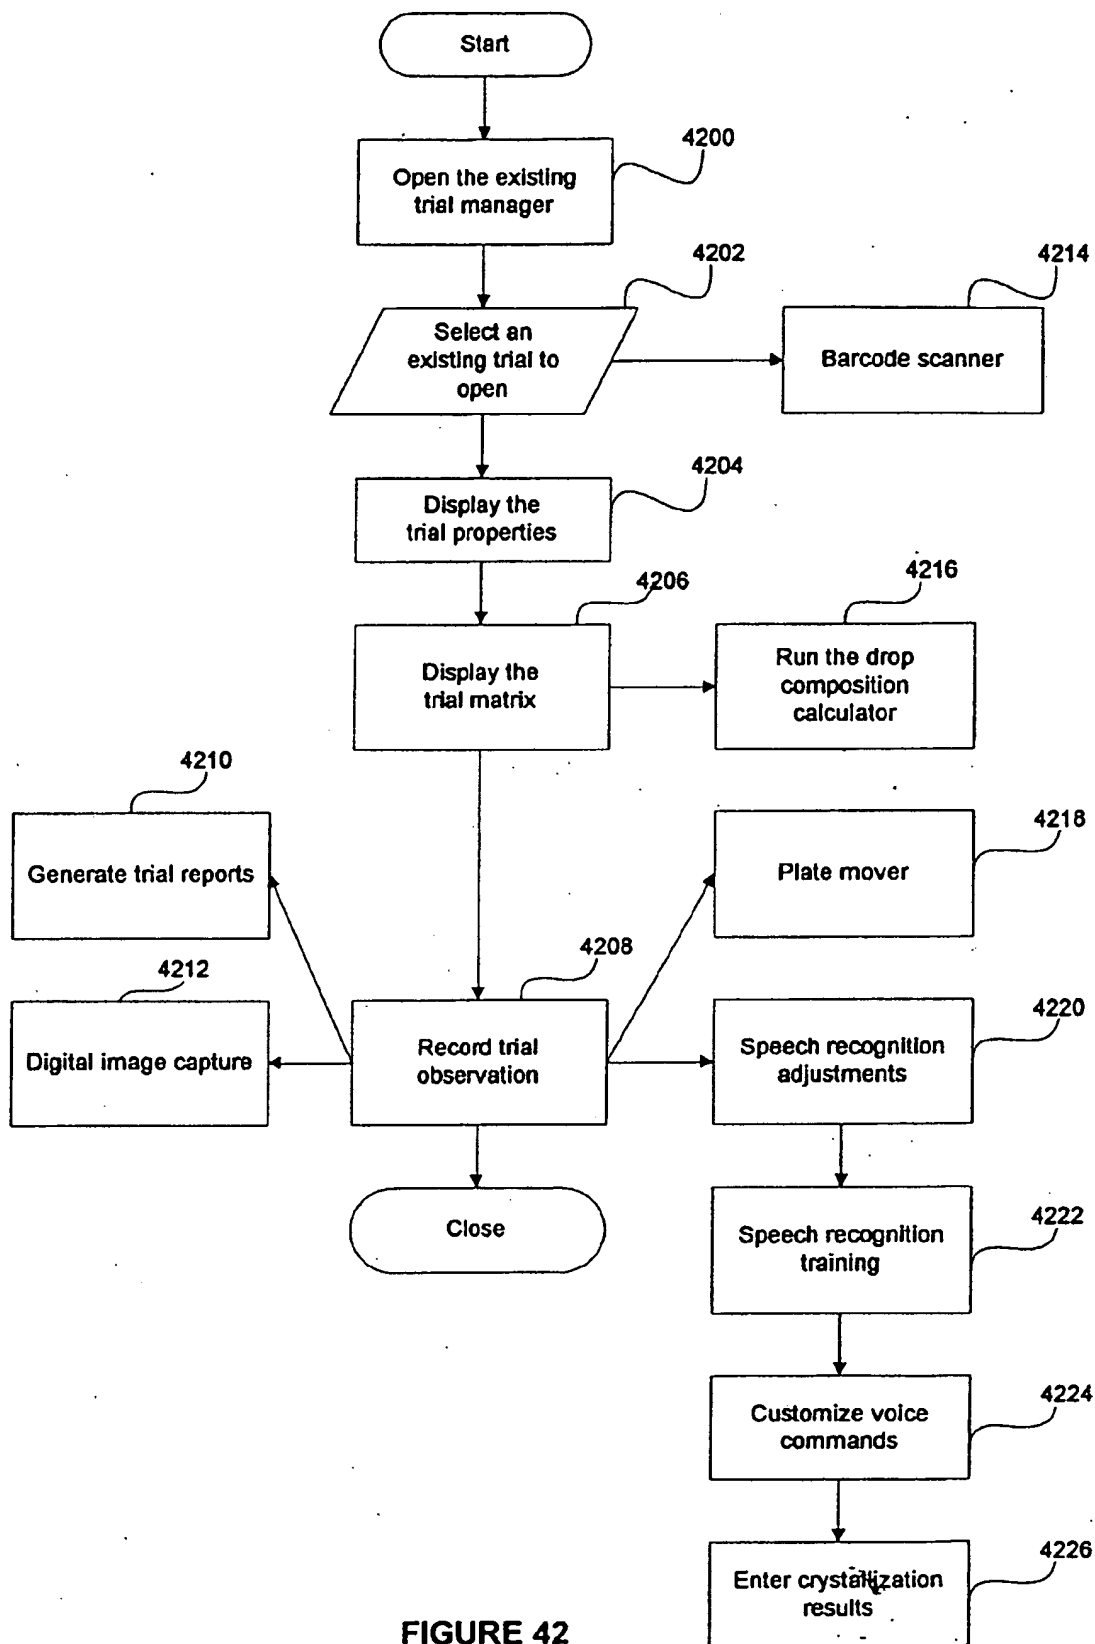 Start
4200
Open the existing
trial manager
4202
4214
Select an
existing trial to
open
Barcode scanner
4204
Display the
trial properties
4206
4216
Display the
trial matrix
Run the drop
composition
calculator
4210
4218
Generate trial reports
Plate mover
4208
4212
4220
Digital image capture
Record trial
observation
Speech recognition
adjustments
4222
Close
Speech recognition
training
4224
Customize voice
commands
4226
Enter crystallization
results
FIGURE 42